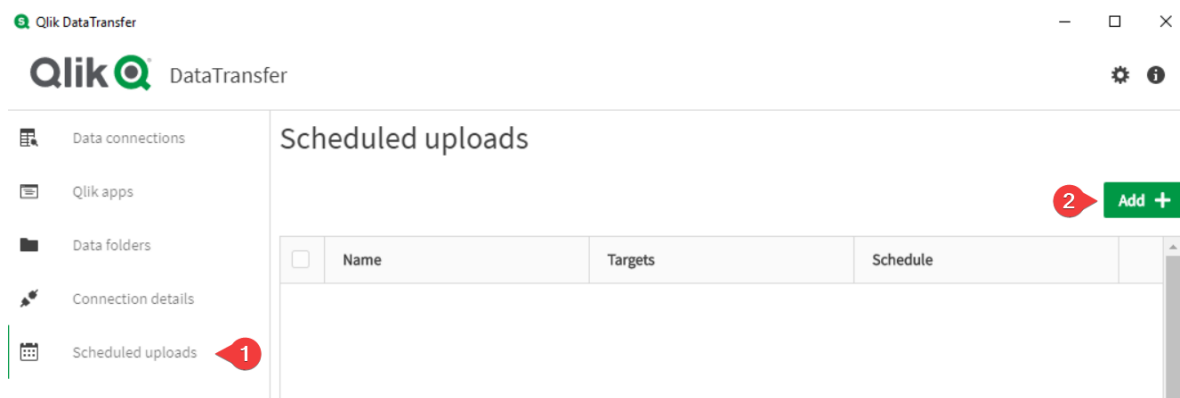 Qlik DataTransfer
Qlik DataTransfer
Data connections
Qlik apps
Data folders
Connection details
Scheduled uploads 1
Scheduled uploads
2 Add +
Name Targets Schedule